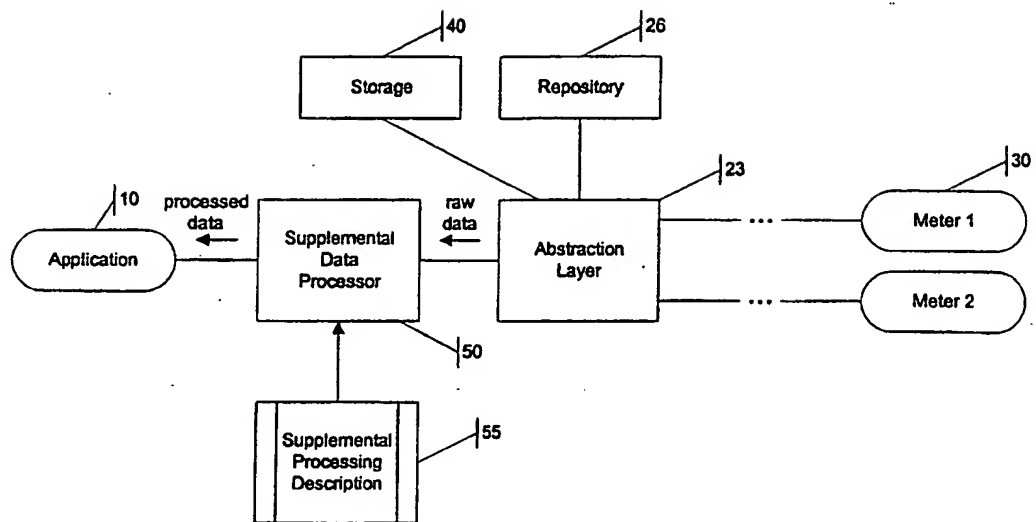 40
26
Storage
Repository
23
30
10
processed
data
raw
data
Application
Supplemental
Data
Processor
Abstraction
Layer
...
Meter 1
...
Meter 2
50
Supplemental
Processing
Description
55